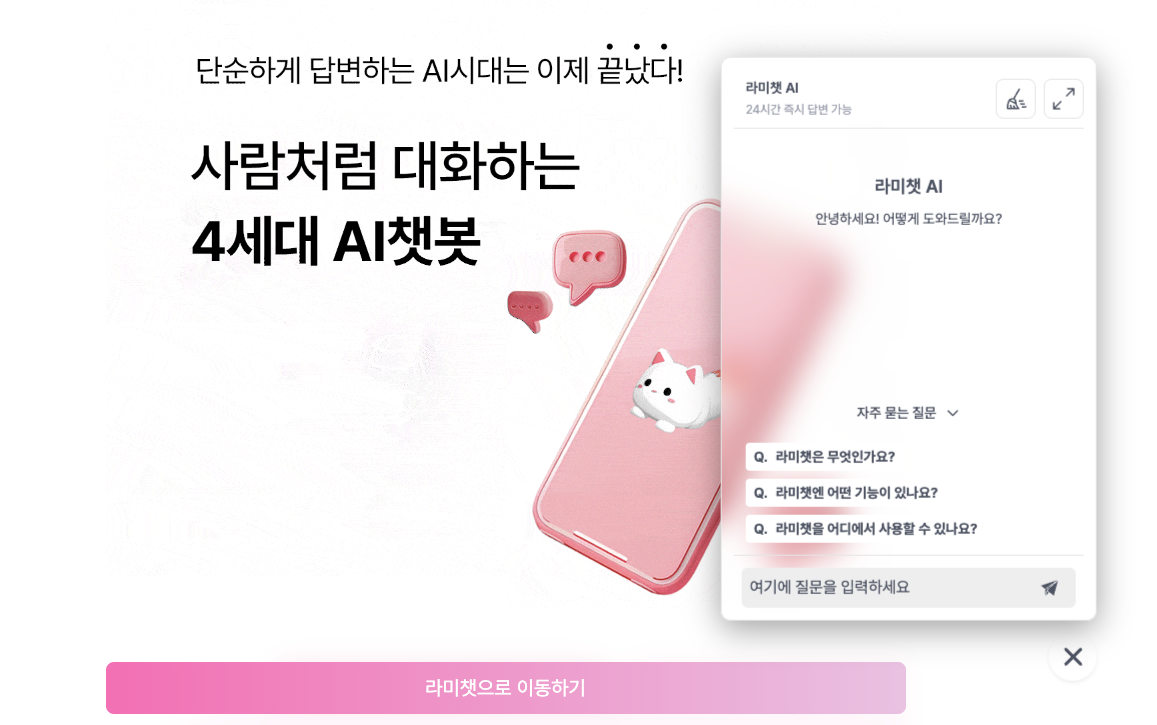 단순하게 답변하는 AI시대는 이제 끝났다!
사람처럼 대화하는
4세대 AI챗봇
라미챗 AI
24시간 즉시 답변 가능
라미챗 AI
안녕하세요! 어떻게 도와드릴까요?
자주 묻는 질문
Q. 라미챗은 무엇인가요?
Q. 라미챗엔 어떤 기능이 있나요?
Q. 라미챗을 어디에서 사용할 수 있나요?
여기에 질문을 입력하세요
라미챗으로 이동하기